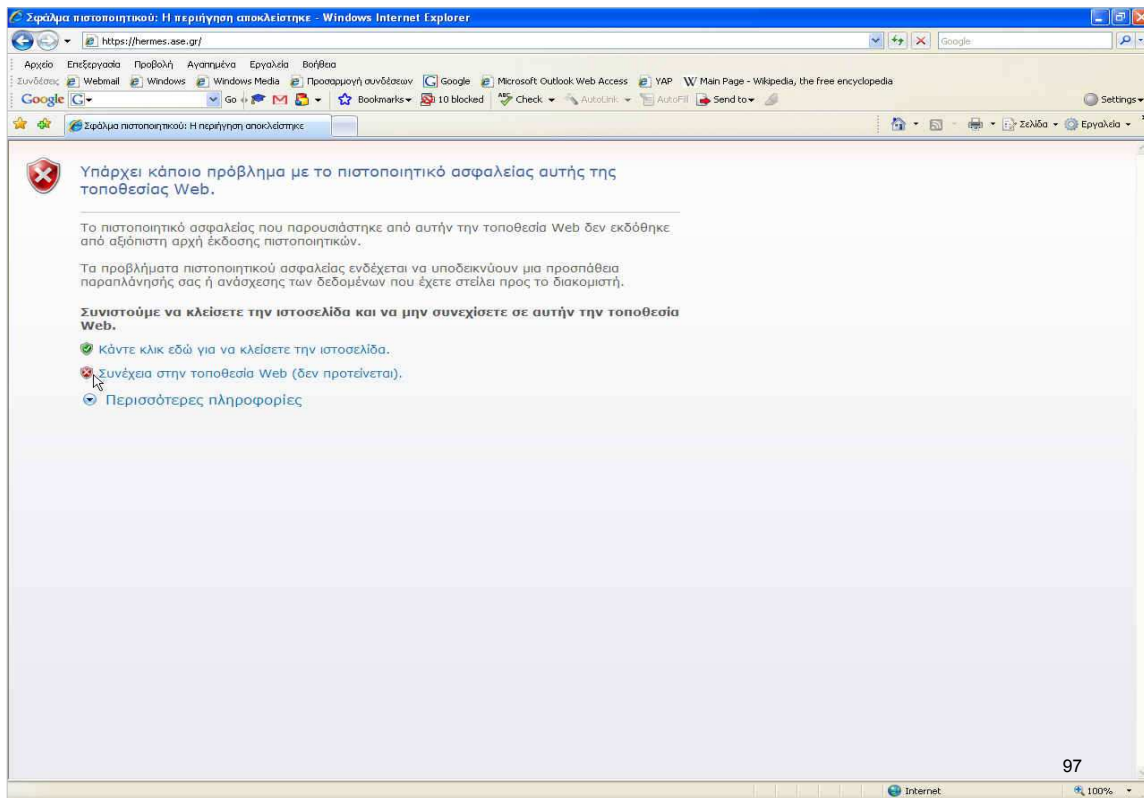 Σφάλμα πιστοποιητικού: Η περιήγηση αποκλείστηκε - Windows Internet Explorer
https://hermes.ase.gr/
Google
Αρχείο Επεξεργασία Προβολή Αγαπημένα Εργαλεία Βοήθεια
Συνδέσεις Webmail Windows Windows Media Προσαρμογή συνδέσεων Google Microsoft Outlook Web Access YAP Main Page - Wikipedia, the free encyclopedia
Google Go Bookmarks 10 blocked Check AutoLink AutoFill Send to Settings
Σφάλμα πιστοποιητικού: Η περιήγηση αποκλείστηκε Σελίδα Εργαλεία
Υπάρχει κάποιο πρόβλημα με το πιστοποιητικό ασφαλείας αυτής της
τοποθεσίας Web.
Το πιστοποιητικό ασφαλείας που παρουσιάστηκε από αυτήν την τοποθεσία Web δεν εκδόθηκε
από αξιόπιστη αρχή έκδοσης πιστοποιητικών.
Τα προβλήματα πιστοποιητικού ασφαλείας ενδέχεται να υποδεικνύουν μια προσπάθεια
παραπλάνησής σας ή ανάσχεσης των δεδομένων που έχετε στείλει προς το διακομιστή.
Συνιστούμε να κλείσετε την ιστοσελίδα και να μην συνεχίσετε σε αυτήν την τοποθεσία
Web.
Κάντε κλικ εδώ για να κλείσετε την ιστοσελίδα.
Συνέχεια στην τοποθεσία Web (δεν προτείνεται).
Περισσότερες πληροφορίες
97
Internet 100%